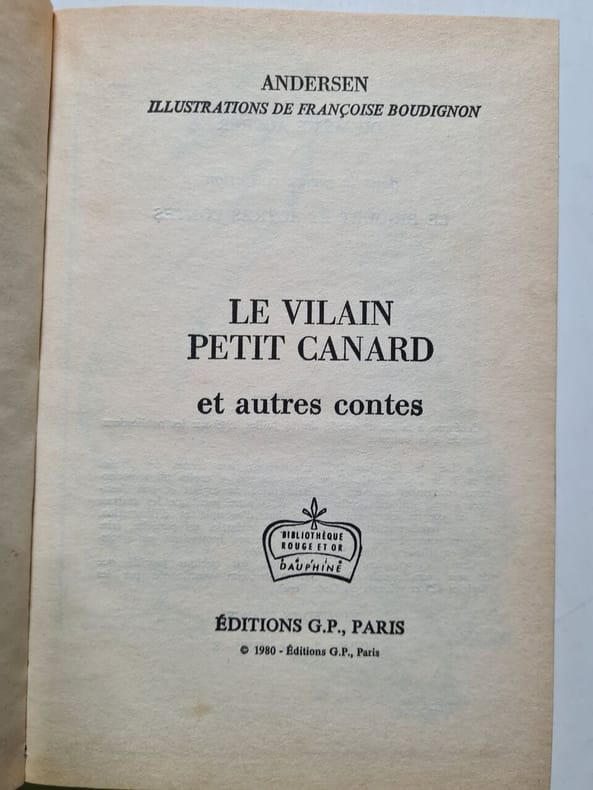 ANDERSEN
ILLUSTRATIONS DE FRANÇOISE BOUDIGNON
LE VILAIN
PETIT CANARD
et autres contes
BIBLIOTHÈQUE
ROUGE ET OR
DAUPHINE
ÉDITIONS G.P., PARIS
© 1980 - Éditions G.P., Paris